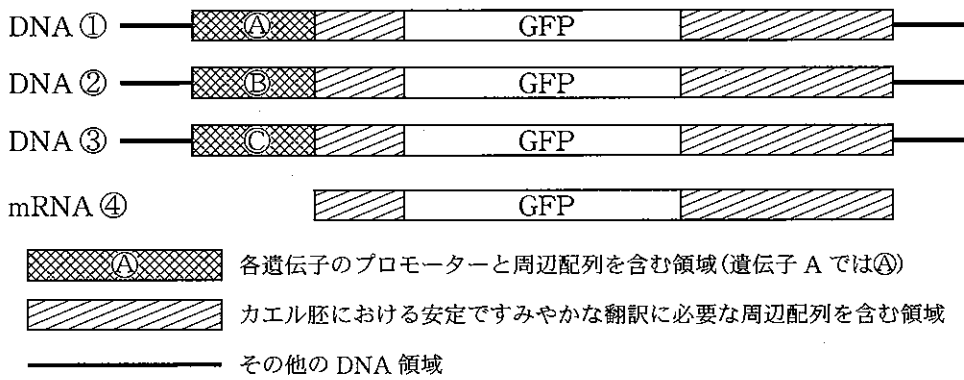 DNA ① Ⓐ GFP
DNA ② Ⓑ GFP
DNA ③ Ⓒ GFP
mRNA ④ GFP
Ⓐ 各遺伝子のプロモーターと周辺配列を含む領域(遺伝子 A ではⒶ)
カエル胚における安定ですみやかな翻訳に必要な周辺配列を含む領域
その他の DNA 領域